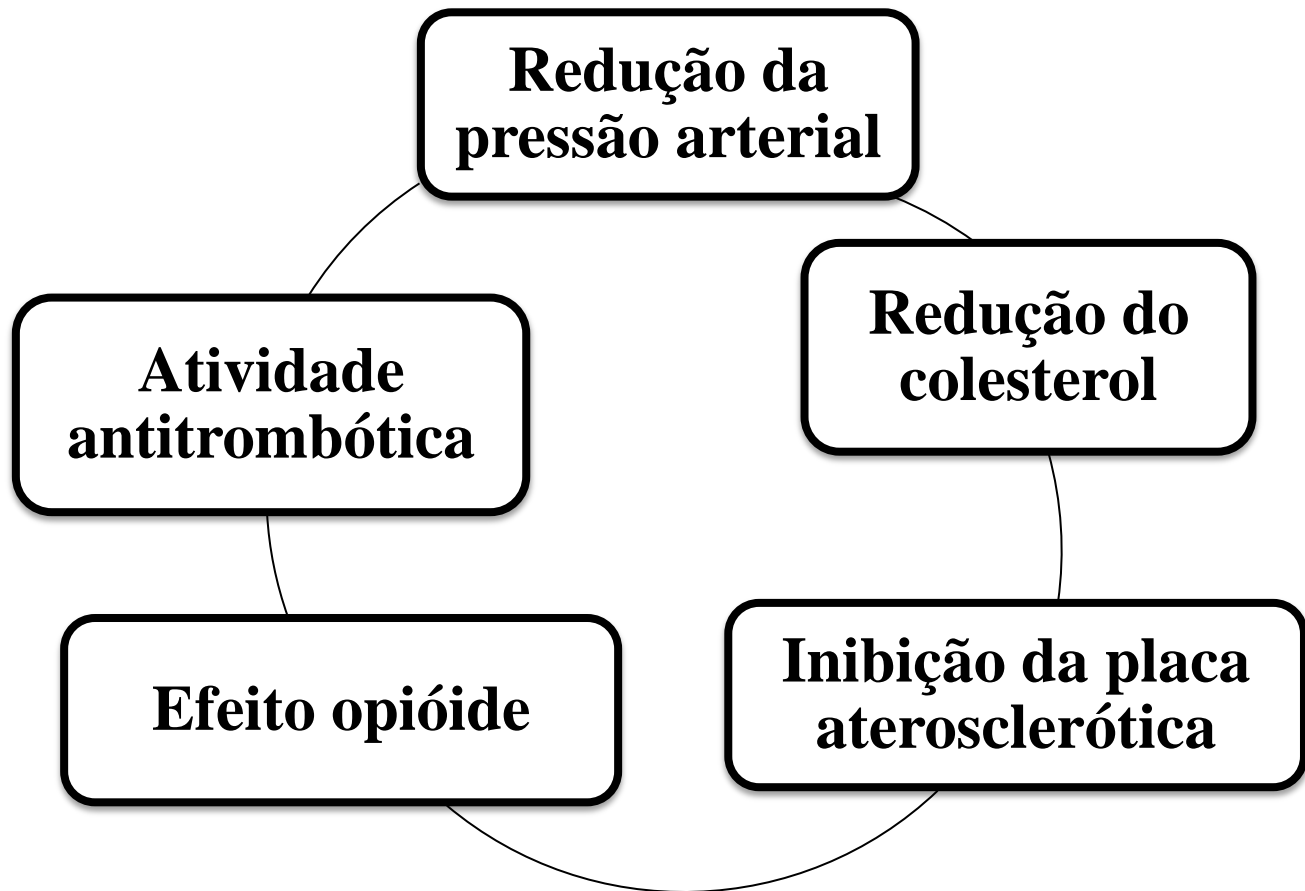 Redução da
pressão arterial
Redução do
colesterol
Inibição da placa
aterosclerótica
Efeito opióide
Atividade
antitrombótica